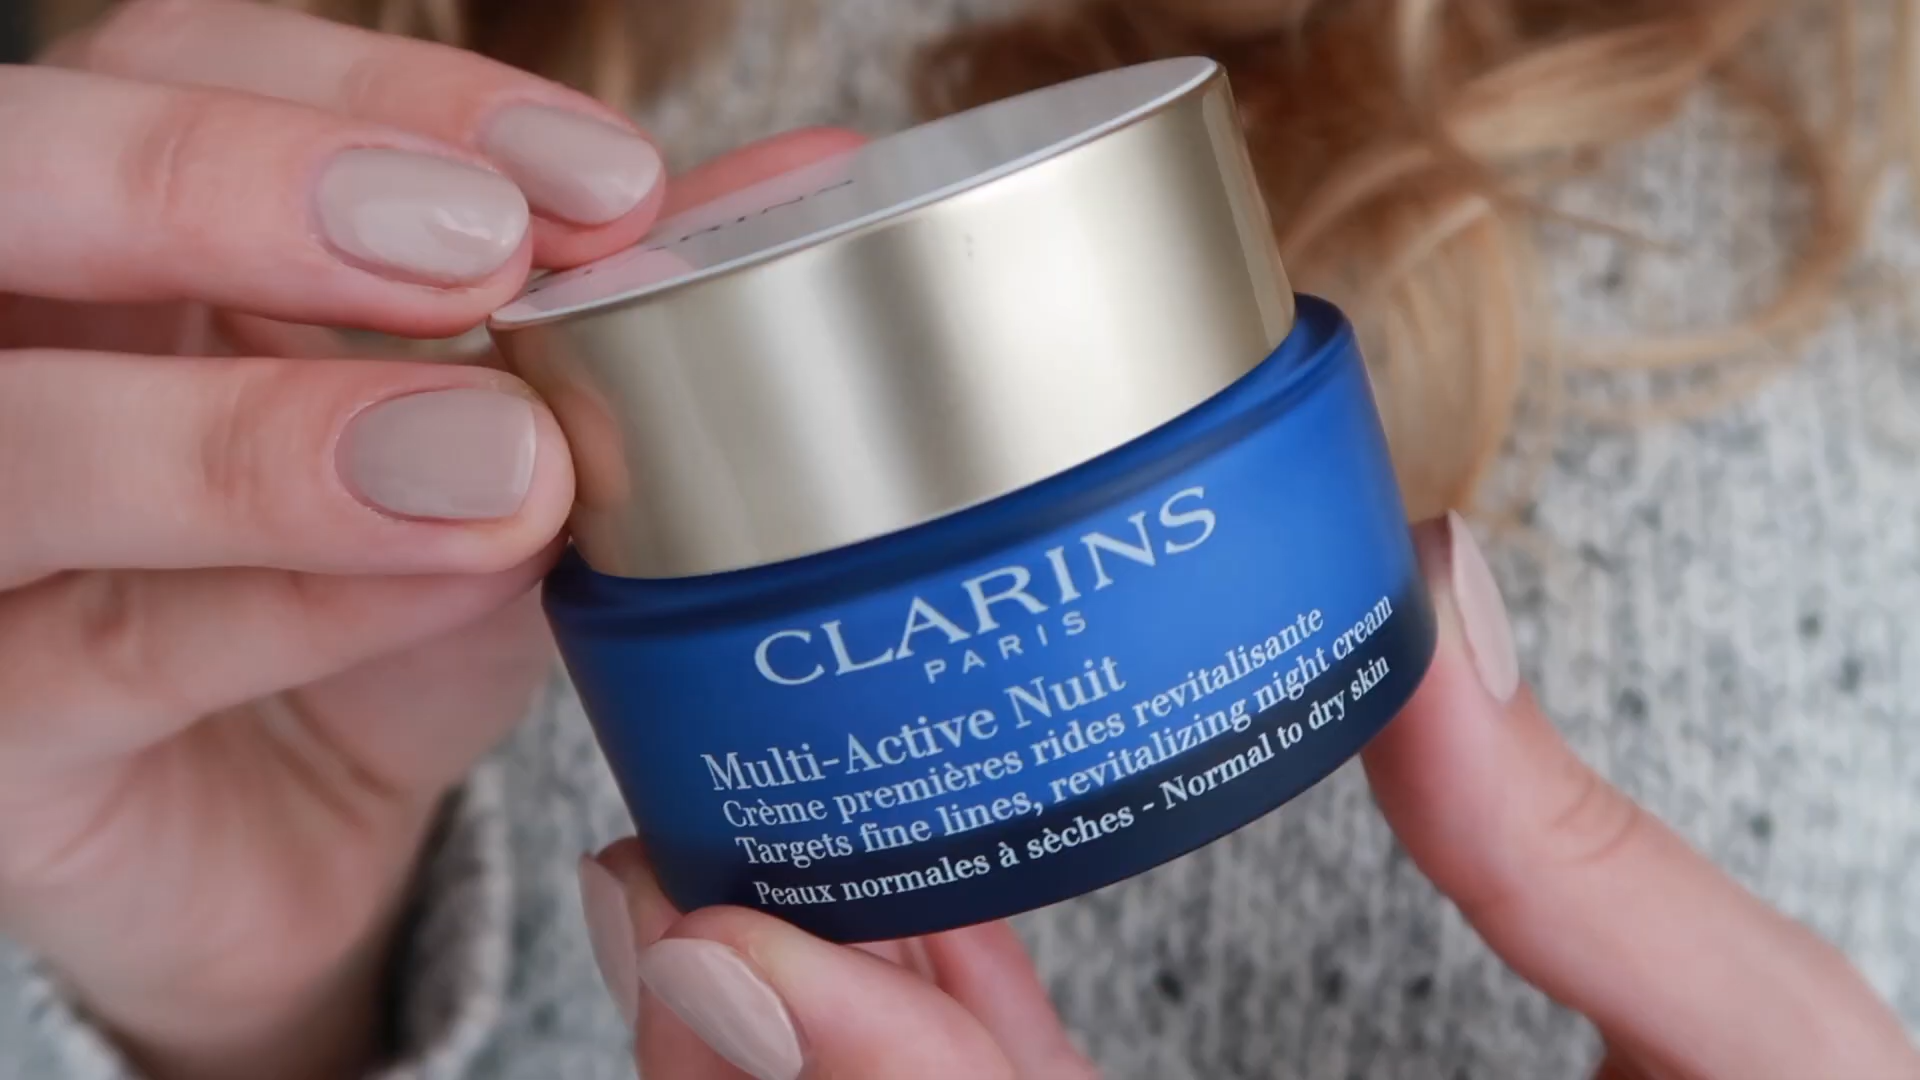 CLARINS
PARIS
Multi-Active Nuit
Crème premières rides revitalisante
Targets fine lines, revitalizing night cream
Peaux normales à sèches - Normal to dry skin